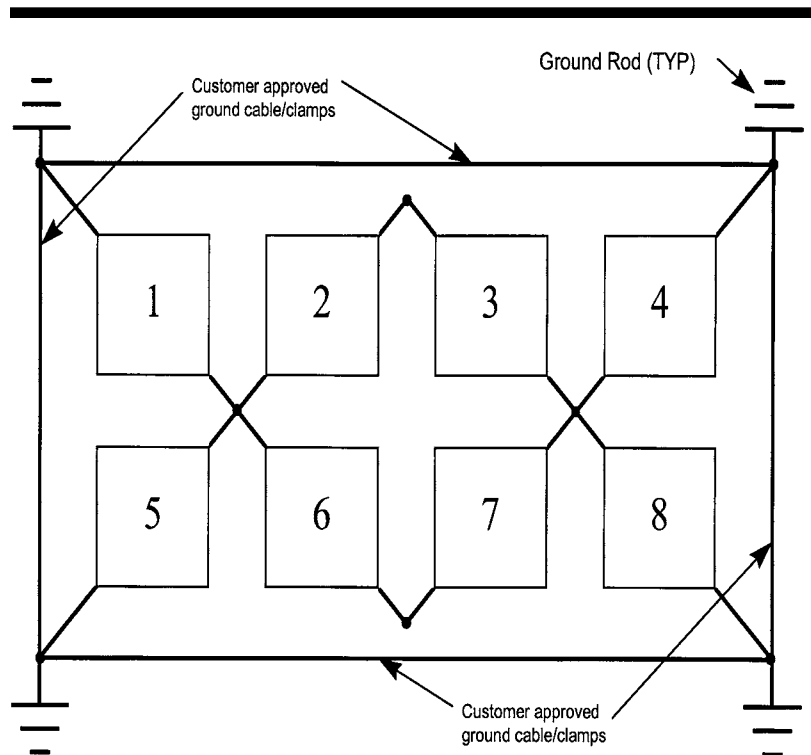 Ground Rod (TYP)
Customer approved
ground cable/clamps
1
2
3
4
5
6
7
8
Customer approved
ground cable/clamps